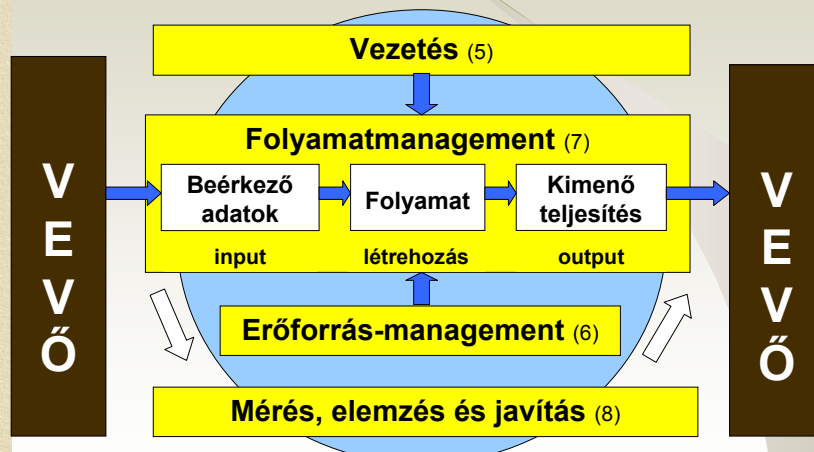 Vezetés (5)
Folyamatmanagement (7)
V
E
V
Ő
Beérkező
adatok
Folyamat
Kimenő
teljesítés
input
létrehozás
output
V
E
V
Ő
Erőforrás-management (6)
Mérés, elemzés és javítás (8)